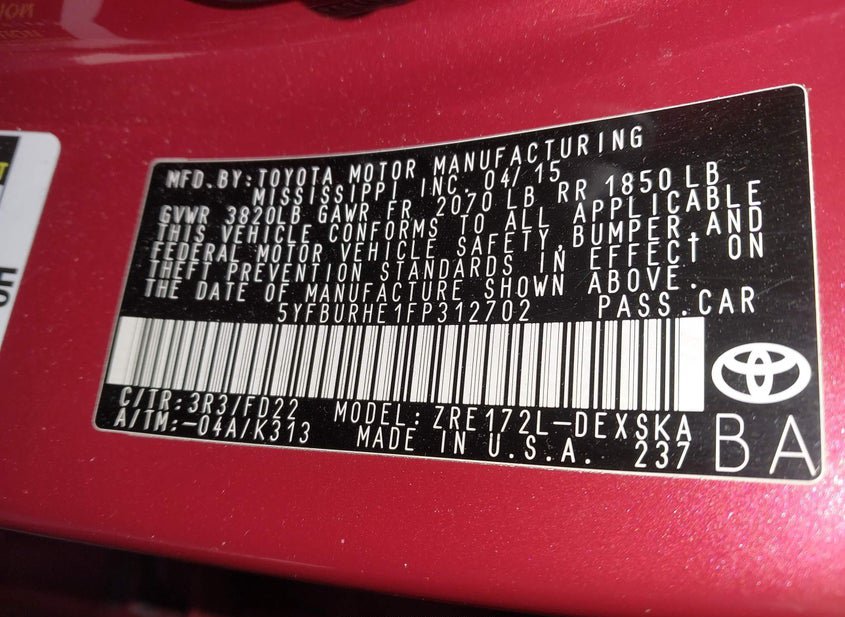 MFD.BY:TOYOTA MOTOR MANUFACTURING
MISSISSIPPI INC. 04/15
GVWR 3820LB GAWR FR 2070 LB RR 1850 LB
THIS VEHICLE CONFORMS TO ALL APPLICABLE
FEDERAL MOTOR VEHICLE SAFETY,BUMPER,AND
THEFT PREVENTION STANDARDS IN EFFECT ON
THE DATE OF MANUFACTURE SHOWN ABOVE.
5YFBURHE1FP312702 PASS.CAR
C/TR:3R3/FD22 MODEL:ZRE172L-DEXSKA
A/TM:-04A/K313 MADE IN U.S.A. 237
BA